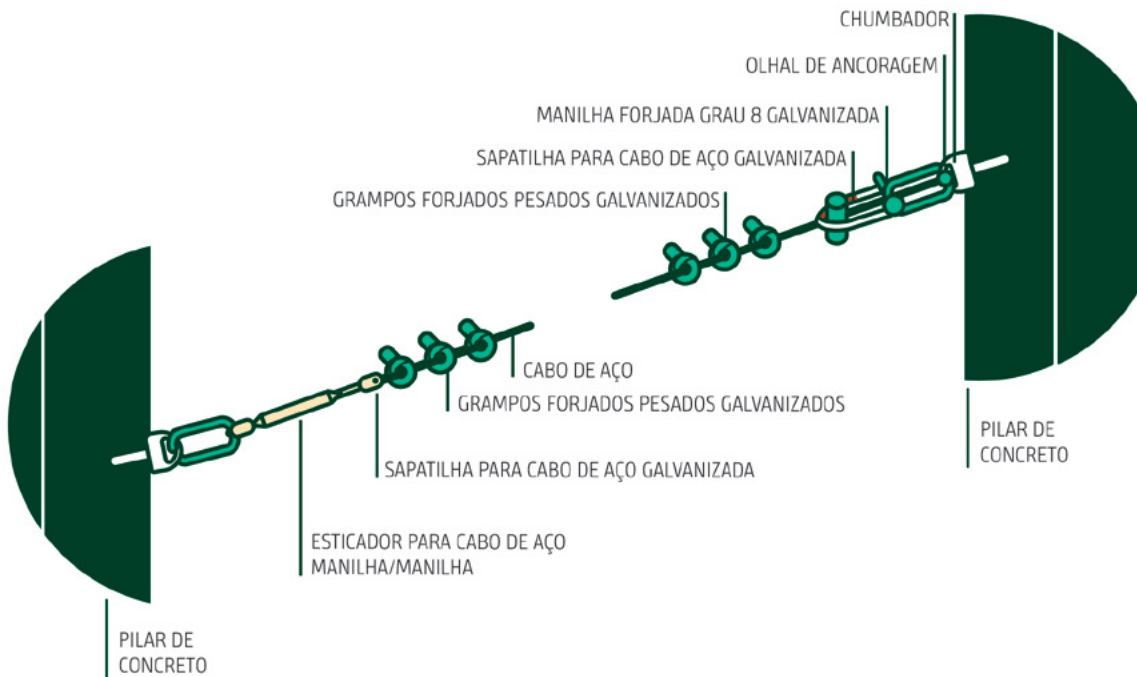 CHUMBADOR
OLHAL DE ANCORAGEM
MANILHA FORJADA GRAU 8 GALVANIZADA
SAPATILHA PARA CABO DE AÇO GALVANIZADA
GRAMPOS FORJADOS PESADOS GALVANIZADOS
CABO DE AÇO
GRAMPOS FORJADOS PESADOS GALVANIZADOS
PILAR DE
CONCRETO
SAPATILHA PARA CABO DE AÇO GALVANIZADA
ESTICADOR PARA CABO DE AÇO
MANILHA/MANILHA
PILAR DE
CONCRETO